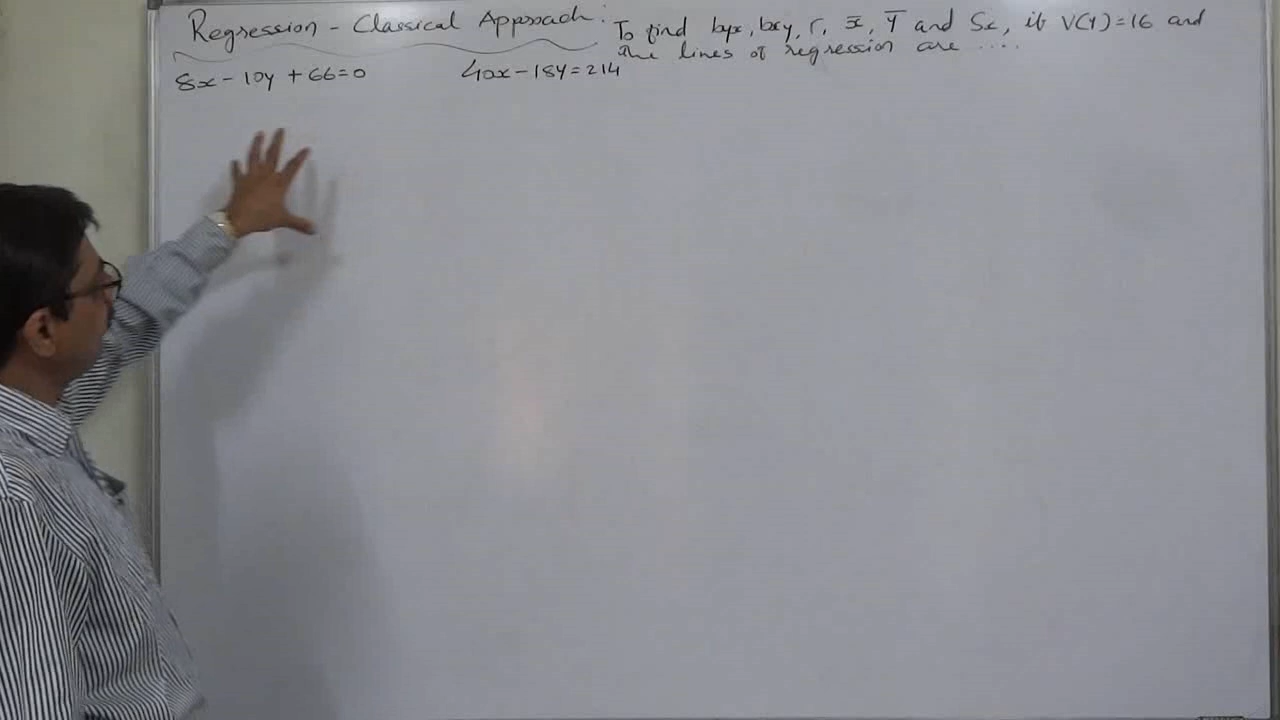 Regression - Classical Approach:
To find byx, bxy, r, x̅, Y̅ and Sx, if V(Y)=16 and
the lines of regression are ....
8x - 10y + 66 = 0 40x - 18y = 214